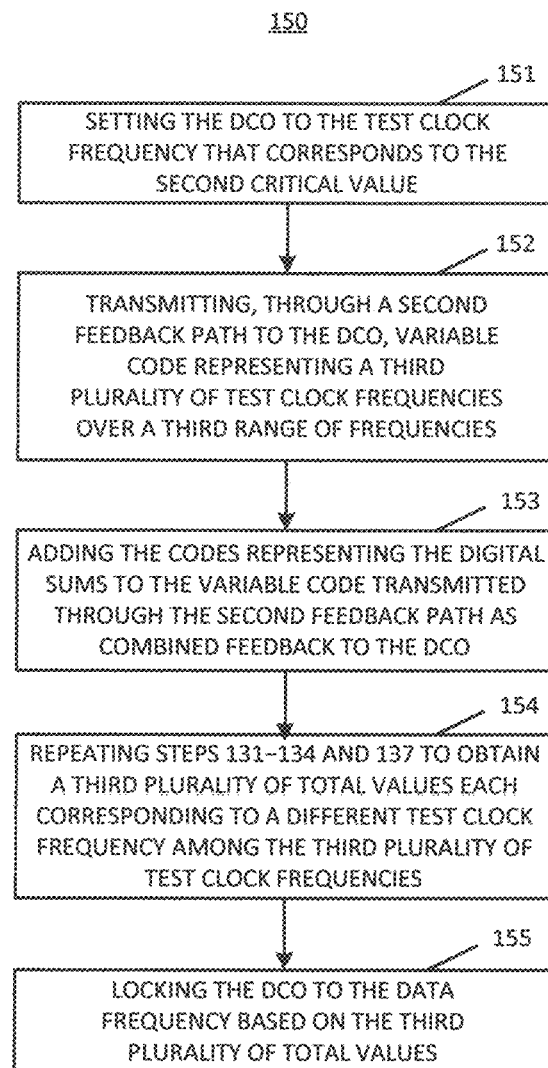 150
151
SETTING THE DCO TO THE TEST CLOCK
FREQUENCY THAT CORRESPONDS TO THE
SECOND CRITICAL VALUE
152
TRANSMITTING, THROUGH A SECOND
FEEDBACK PATH TO THE DCO, VARIABLE
CODE REPRESENTING A THIRD
PLURALITY OF TEST CLOCK FREQUENCIES
OVER A THIRD RANGE OF FREQUENCIES
153
ADDING THE CODES REPRESENTING THE DIGITAL
SUMS TO THE VARIABLE CODE TRANSMITTED
THROUGH THE SECOND FEEDBACK PATH AS
COMBINED FEEDBACK TO THE DCO
154
REPEATING STEPS 131–134 AND 137 TO OBTAIN
A THIRD PLURALITY OF TOTAL VALUES EACH
CORRESPONDING TO A DIFFERENT TEST CLOCK
FREQUENCY AMONG THE THIRD PLURALITY OF
TEST CLOCK FREQUENCIES
155
LOCKING THE DCO TO THE DATA
FREQUENCY BASED ON THE THIRD
PLURALITY OF TOTAL VALUES